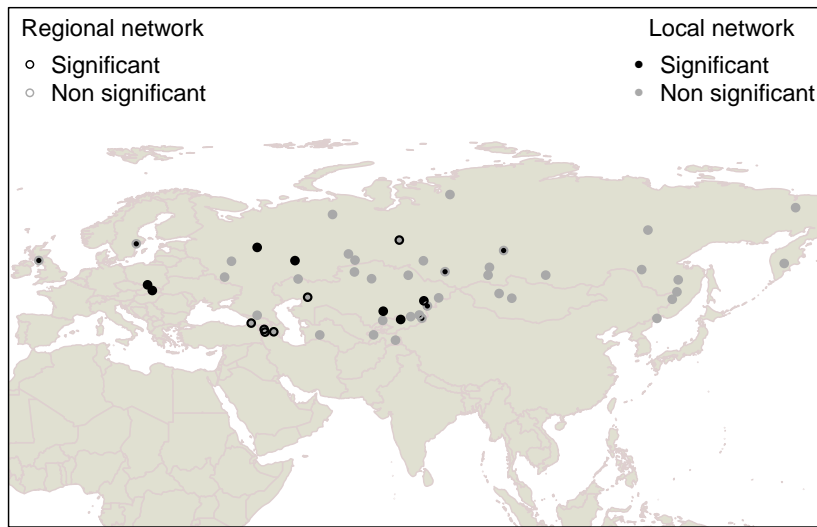 Regional network
Significant
Non significant
Local network
Significant
Non significant